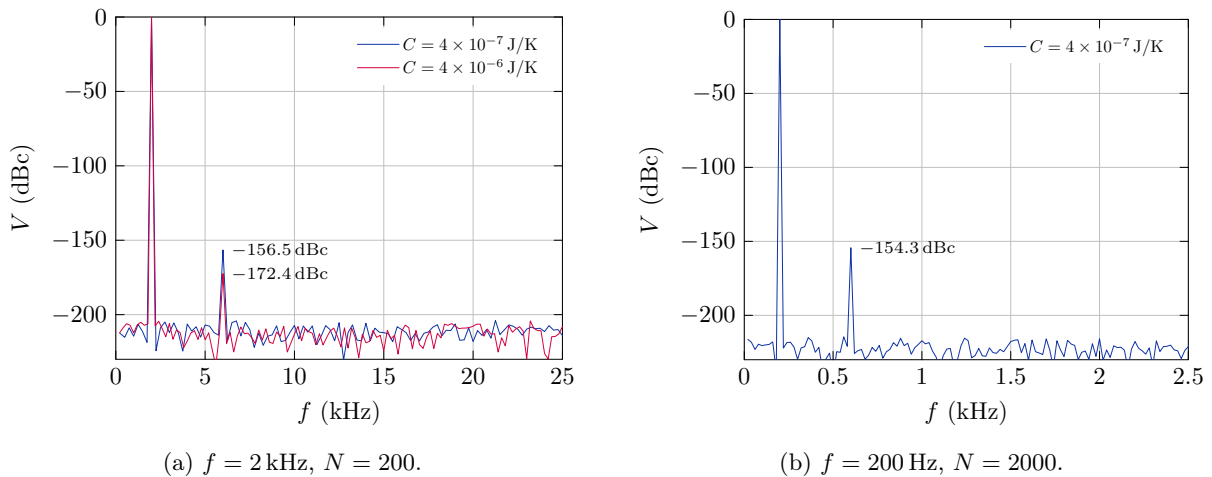 0
−50
−100
−150
−200
V (dBc)
C = 4 × 10⁻⁷ J/K
C = 4 × 10⁻⁶ J/K
−156.5 dBc
−172.4 dBc
0 5 10 15 20 25
f (kHz)
(a) f = 2 kHz, N = 200.
0
−50
−100
−150
−200
V (dBc)
C = 4 × 10⁻⁷ J/K
−154.3 dBc
0 0.5 1 1.5 2 2.5
f (kHz)
(b) f = 200 Hz, N = 2000.